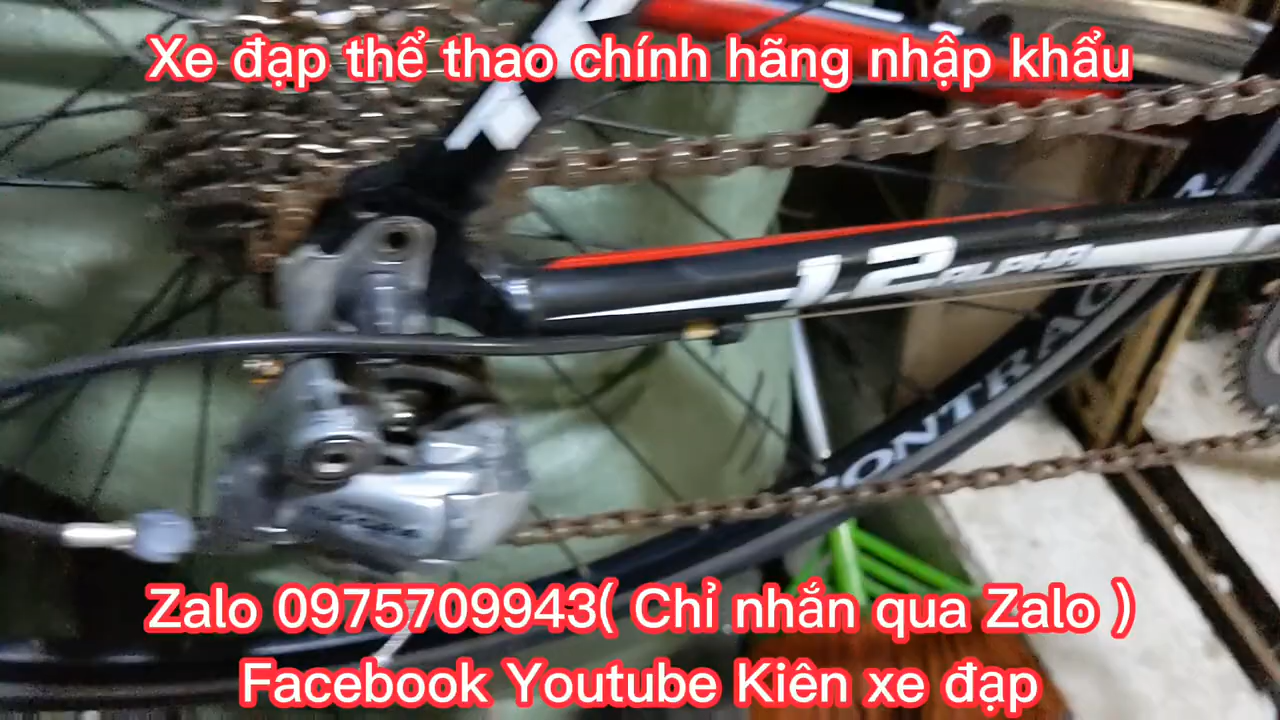 Xe đạp thể thao chính hãng nhập khẩu
1.2 ALPHA
BONTRAG
Zalo 0975709943( Chỉ nhắn qua Zalo )
Facebook Youtube Kiên xe đạp